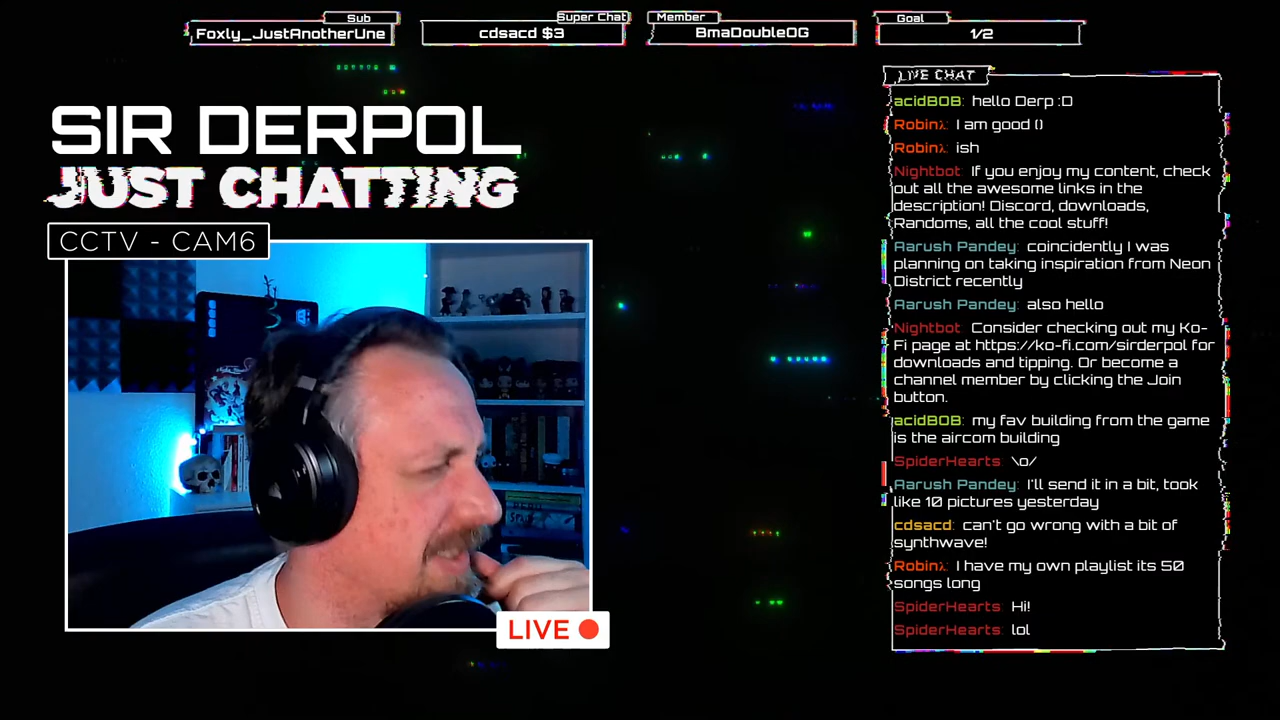 Sub
Foxly_JustAnotherUne
Super Chat
cdsacd $3
Member
BmaDoubleOG
Goal
1/2
SIR DERPOL
JUST CHATTING
CCTV - CAM6
LIVE
LIVE CHAT
acidBOB: hello Derp :D
Robinλ: I am good ()
Robinλ: ish
Nightbot: If you enjoy my content, check
out all the awesome links in the
description! Discord, downloads,
Randoms, all the cool stuff!
Aarush Pandey: coincidently I was
planning on taking inspiration from Neon
District recently
Aarush Pandey: also hello
Nightbot: Consider checking out my Ko-
Fi page at https://ko-fi.com/sirderpol for
downloads and tipping. Or become a
channel member by clicking the Join
button.
acidBOB: my fav building from the game
is the aircom building
SpiderHearts: \o/
Aarush Pandey: I'll send it in a bit, took
like 10 pictures yesterday
cdsacd: can't go wrong with a bit of
synthwave!
Robinλ: I have my own playlist its 50
songs long
SpiderHearts: Hi!
SpiderHearts: lol